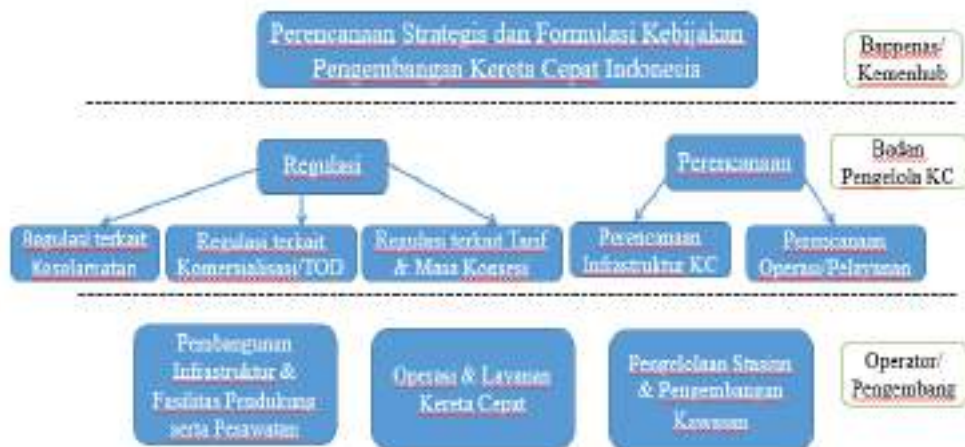 Perencanaan Strategis dan Formulasi Kebijakan
Pengembangan Kereta Cepat Indonesia
Bappenas/
Kemenhub
Regulasi
Perencanaan
Badan
Pengelola KC
Regulasi terkait
Keselamatan
Regulasi terkait
Komersialisasi/TOD
Regulasi terkait Tarif
& Masa Konsesi
Perencanaan
Infrastruktur KC
Perencanaan
Operasi/Pelayanan
Pembangunan
Infrastruktur &
Fasilitas Pendukung
serta Perawatan
Operasi & Layanan
Kereta Cepat
Pengelolaan Stasiun
& Pengembangan
Kawasan
Operator/
Pengembang